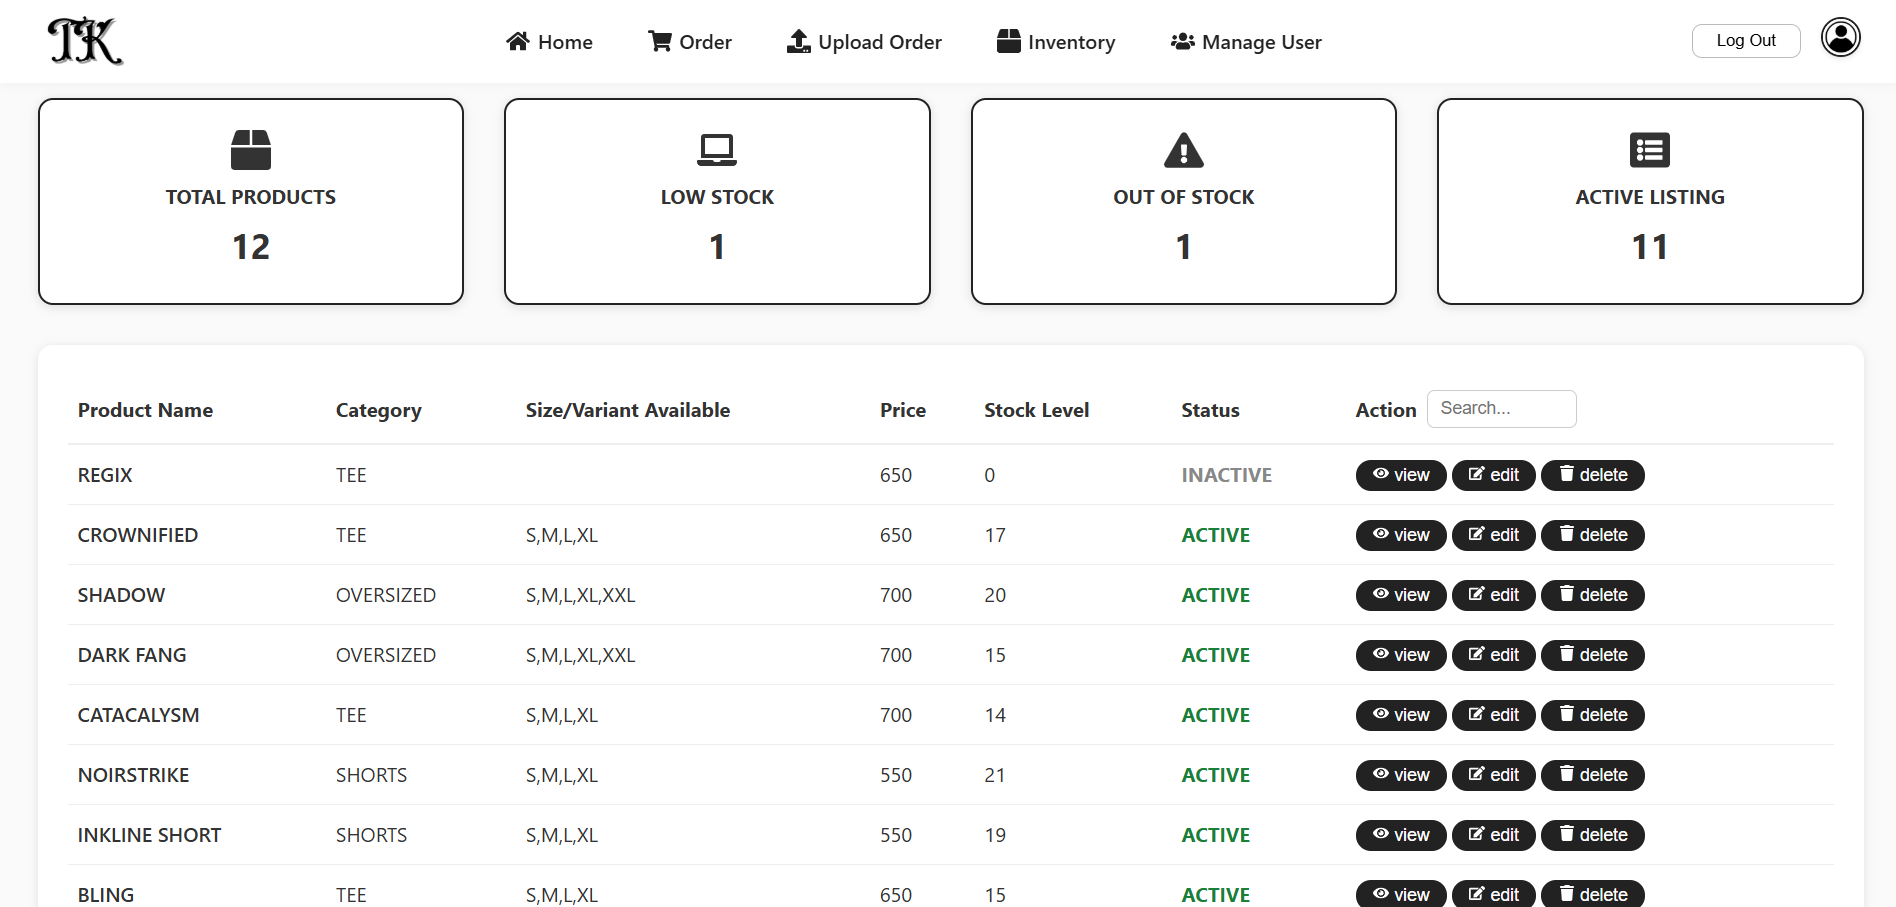 TK
Home Order Upload Order Inventory Manage User Log Out
TOTAL PRODUCTS
12
LOW STOCK
1
OUT OF STOCK
1
ACTIVE LISTING
11
Product Name Category Size/Variant Available Price Stock Level Status Action Search...
REGIX TEE 650 0 INACTIVE view edit delete
CROWNIFIED TEE S,M,L,XL 650 17 ACTIVE view edit delete
SHADOW OVERSIZED S,M,L,XL,XXL 700 20 ACTIVE view edit delete
DARK FANG OVERSIZED S,M,L,XL,XXL 700 15 ACTIVE view edit delete
CATACALYSM TEE S,M,L,XL 700 14 ACTIVE view edit delete
NOIRSTRIKE SHORTS S,M,L,XL 550 21 ACTIVE view edit delete
INKLINE SHORT SHORTS S,M,L,XL 550 19 ACTIVE view edit delete
BLING TEE S,M,L,XL 650 15 ACTIVE view edit delete